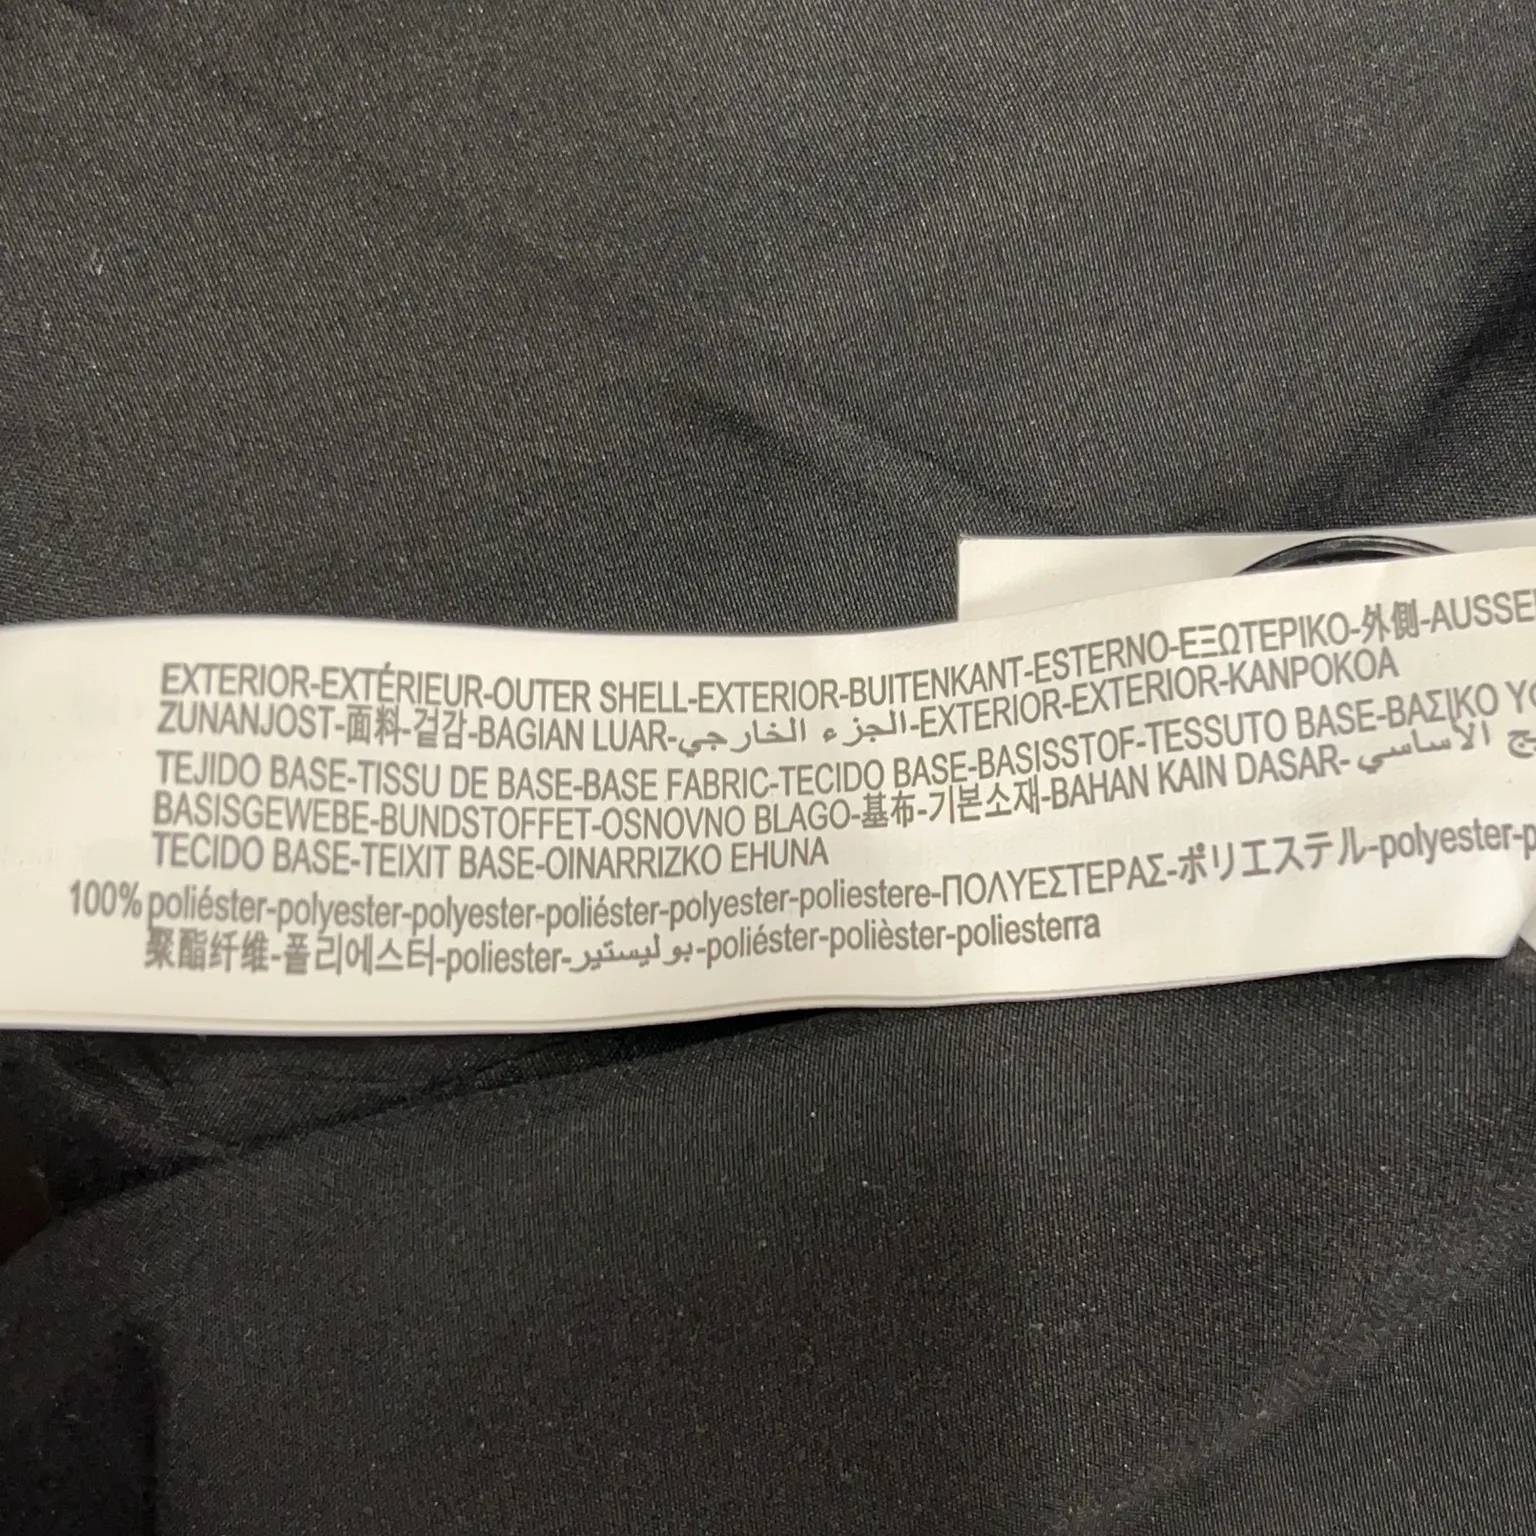 EXTERIOR-EXTÉRIEUR-OUTER SHELL-EXTERIOR-BUITENKANT-ESTERNO-ΕΞΩΤΕΡΙΚΟ-外側-AUSSE
ZUNANJOST-面料-겉감-BAGIAN LUAR-الجزء الخارجي-EXTERIOR-EXTERIOR-KANPOKOA
TEJIDO BASE-TISSU DE BASE-BASE FABRIC-TECIDO BASE-BASISSTOF-TESSUTO BASE-ΒΑΣΙΚΟ
BASISGEWEBE-BUNDSTOFFET-OSNOVNO BLAGO-基布-기본소재-BAHAN KAIN DASAR-ج الأساسي
TECIDO BASE-TEIXIT BASE-OINARRIZKO EHUNA
100% poliéster-polyester-polyester-poliéster-polyester-poliestere-ΠΟΛΥΕΣΤΕΡΑΣ-ポリエステル-polyester-p
聚酯纤维-폴리에스터-poliester-بوليستير-poliéster-polièster-poliesterra